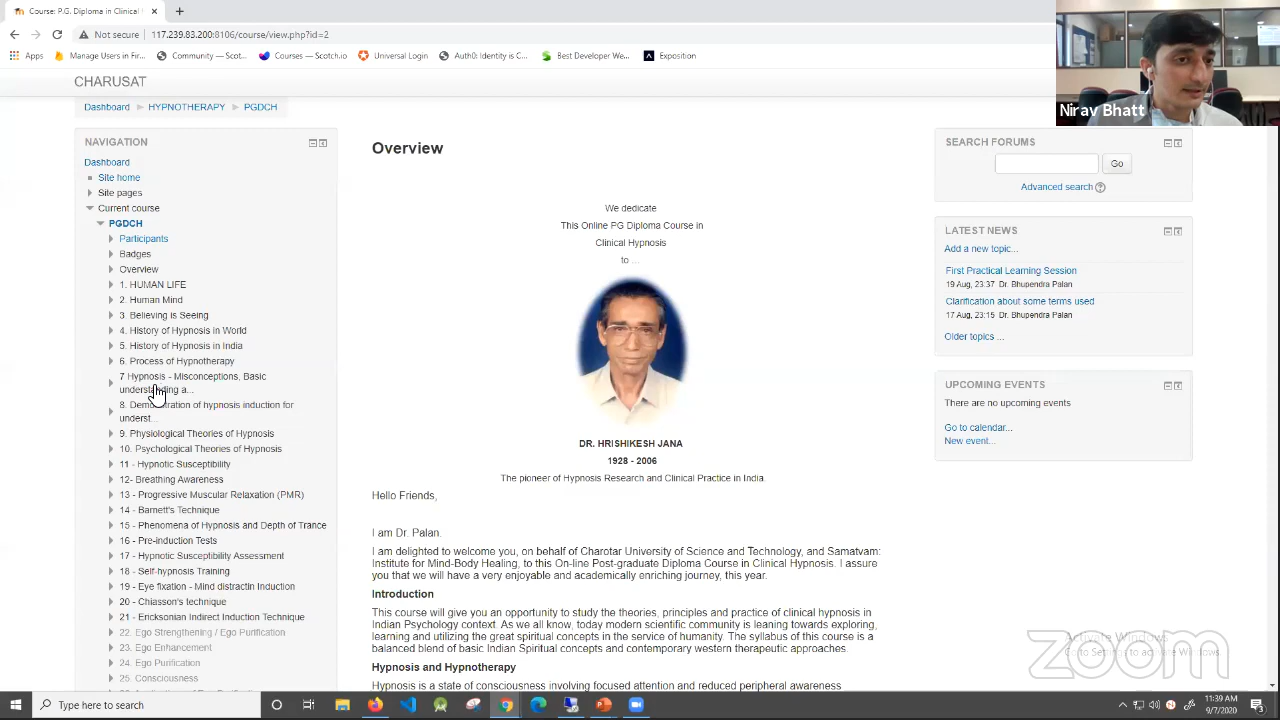 Course: P.G. Diploma in Clinical H
Not secure | 117.239.83.200:8106/course/view.php?id=2
Apps
Manage Users in Fir...
Community — Scot...
Courses — Scotch.io
Universal Login
Auth0: Identity is C...
Best Developer We...
Exposition
CHARUSAT
Dashboard
HYPNOTHERAPY
PGDCH
Nirav Bhatt
NAVIGATION
Dashboard
Site home
Site pages
Current course
PGDCH
Participants
Badges
Overview
1. HUMAN LIFE
2. Human Mind
3. Believing is Seeing
4. History of Hypnosis in World
5. History of Hypnosis in India
6. Process of Hypnotherapy
7 Hypnosis - Misconceptions, Basic
understanding a...
8. Demonstration of hypnosis induction for
underst...
9. Physiological Theories of Hypnosis
10. Psychological Theories of Hypnosis
11 - Hypnotic Susceptibility
12- Breathing Awareness
13 - Progressive Muscular Relaxation (PMR)
14 - Barnett's Technique
15 - Phenomena of Hypnosis and Depth of Trance
16 - Pre-induction Tests
17 - Hypnotic Susceptibility Assessment
18 - Self-hypnosis Training
19 - Eye fixation - Mind distractin Induction
20 - Chiasson's technique
21 - Ericksonian Indirect Induction Technique
22. Ego Strengthening / Ego Purification
23. Ego Enhancement
24. Ego Purification
25. Consciousness
Overview
We dedicate
This Online PG Diploma Course in
Clinical Hypnosis
to ...
DR. HRISHIKESH JANA
1928 - 2006
The pioneer of Hypnosis Research and Clinical Practice in India.
Hello Friends,
I am Dr. Palan.
I am delighted to welcome you, on behalf of Charotar University of Science and Technology, and Samatvam:
Institute for Mind-Body Healing, to this On-line Post-graduate Diploma Course in Clinical Hypnosis. I assure
you that we will have a very enjoyable and academically enriching journey, this year.
Introduction
This course will give you an opportunity to study the theories, principles and practice of clinical hypnosis in
Indian Psychology context. As we all know, today modern scientific community is leaning towards exploring,
learning and utilizing the great spiritual concepts in the service of humanity. The syllabus of this course is a
balanced blend of basic Indian Spiritual concepts and contemporary western therapeutic approaches.
Hypnosis and Hypnotherapy
Hypnosis is a state of consciousness involving focused attention and reduced peripheral awareness
SEARCH FORUMS
Go
Advanced search
LATEST NEWS
Add a new topic...
First Practical Learning Session
19 Aug, 23:37 Dr. Bhupendra Palan
Clarification about some terms used
17 Aug, 23:15 Dr. Bhupendra Palan
Older topics ...
UPCOMING EVENTS
There are no upcoming events
Go to calendar...
New event...
Activate Windows
Go to Settings to activate Windows.
zoom
Type here to search
11:39 AM
9/7/2020
3